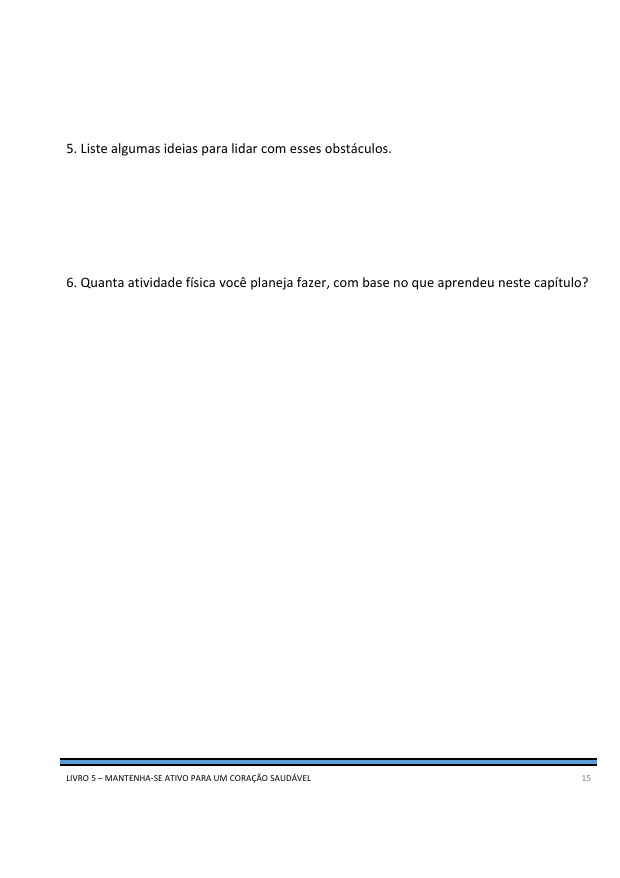 5. Liste algumas ideias para lidar com esses obstáculos.
6. Quanta atividade física você planeja fazer, com base no que aprendeu neste capítulo?
LIVRO 5 – MANTENHA-SE ATIVO PARA UM CORAÇÃO SAUDÁVEL
15